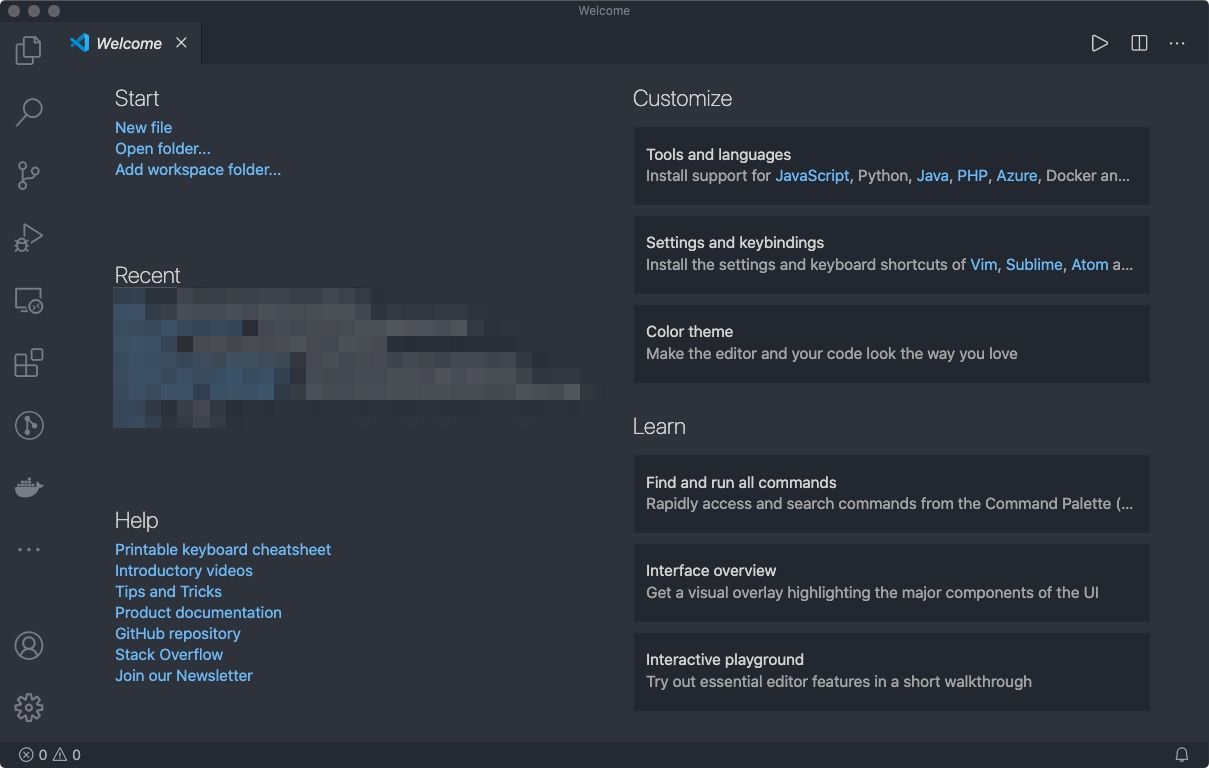 Welcome
Welcome
Start
New file
Open folder...
Add workspace folder...
Recent
Help
Printable keyboard cheatsheet
Introductory videos
Tips and Tricks
Product documentation
GitHub repository
Stack Overflow
Join our Newsletter
Customize
Tools and languages
Install support for JavaScript, Python, Java, PHP, Azure, Docker an...
Settings and keybindings
Install the settings and keyboard shortcuts of Vim, Sublime, Atom a...
Color theme
Make the editor and your code look the way you love
Learn
Find and run all commands
Rapidly access and search commands from the Command Palette (...
Interface overview
Get a visual overlay highlighting the major components of the UI
Interactive playground
Try out essential editor features in a short walkthrough
0 0